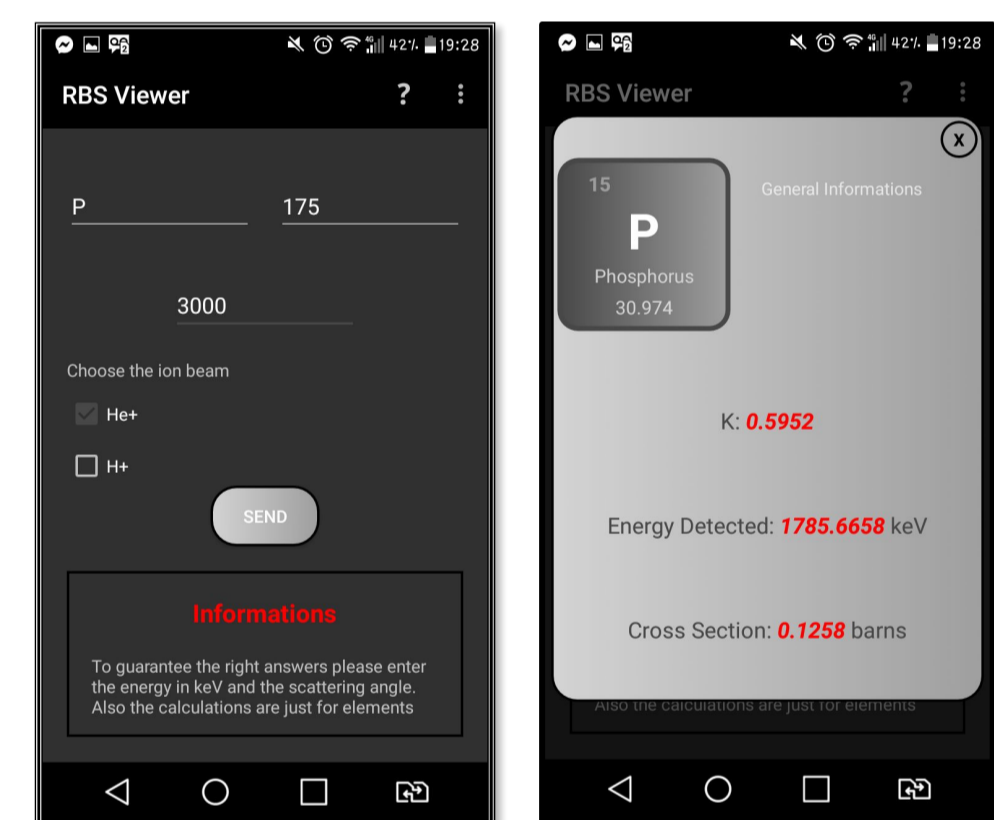 42% 19:28
RBS Viewer ?
P 175
3000
Choose the ion beam
He+
H+
SEND
Informations
To guarantee the right answers please enter
the energy in keV and the scattering angle.
Also the calculations are just for elements
42% 19:28
RBS Viewer ?
X
15
General Informations
P
Phosphorus
30.974
K: 0.5952
Energy Detected: 1785.6658 keV
Cross Section: 0.1258 barns
Also the calculations are just for elements